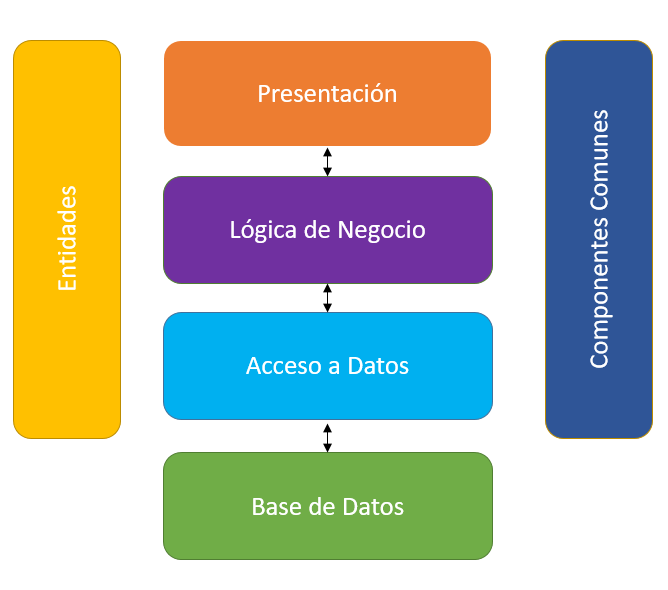 Entidades
Presentación
Lógica de Negocio
Acceso a Datos
Base de Datos
Componentes Comunes